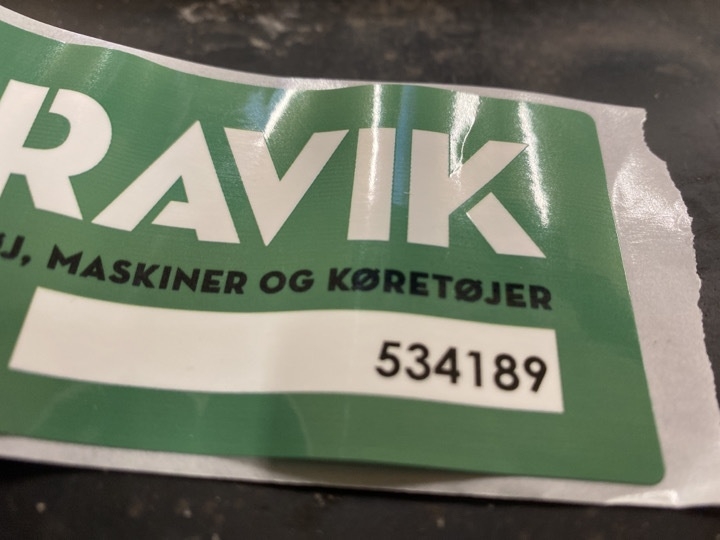 RAVIK
J, MASKINER OG KØRETØJER
534189